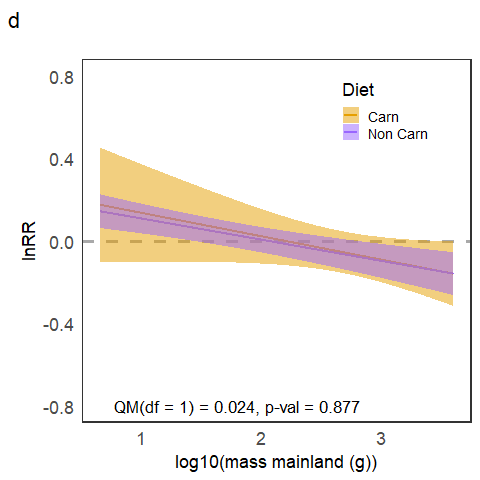 d
Diet
Carn
Non Carn
0.8
0.4
0.0
-0.4
-0.8
lnRR
QM(df = 1) = 0.024, p-val = 0.877
1 2 3
log10(mass mainland (g))